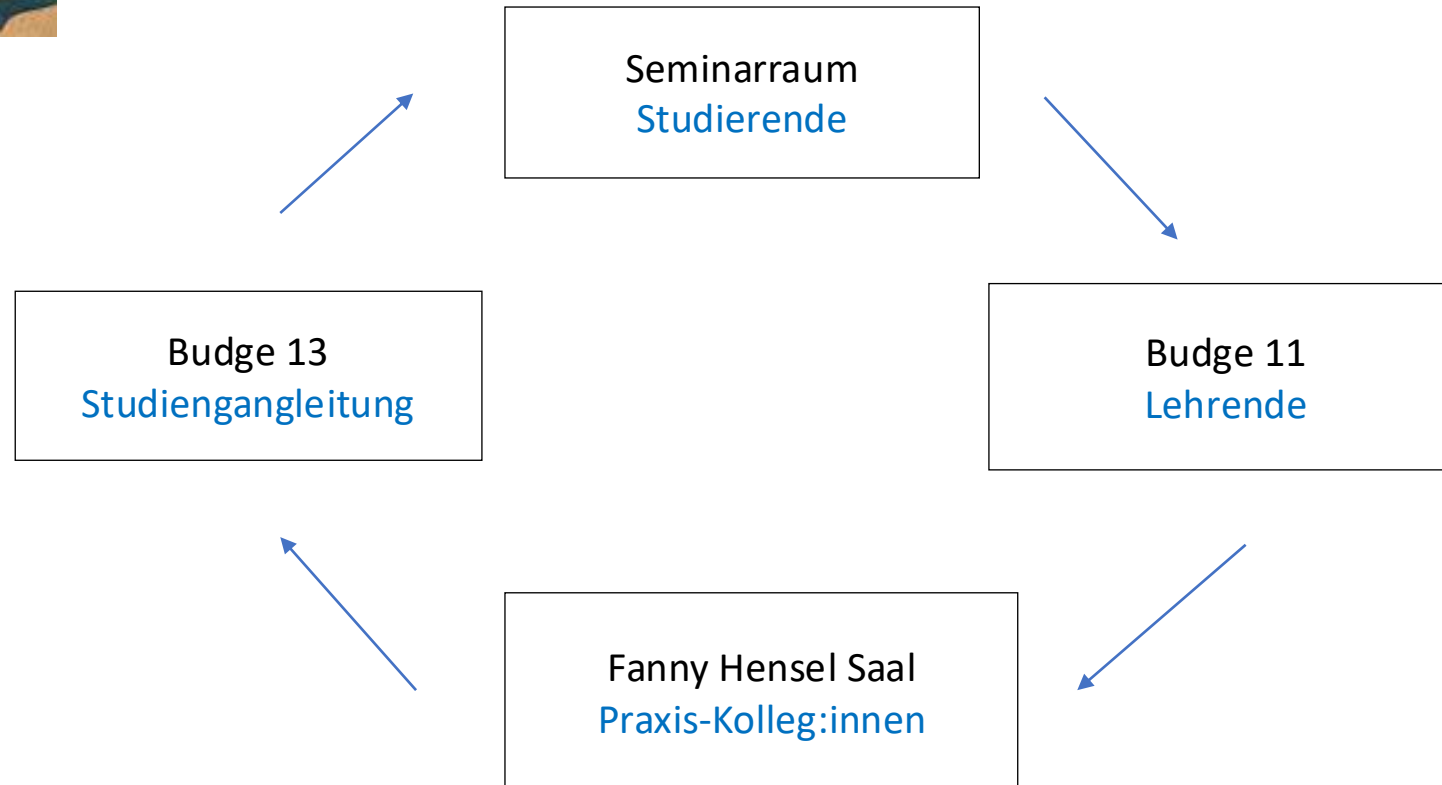 Seminarraum
Studierende
Budge 13
Studiengangleitung
Budge 11
Lehrende
Fanny Hensel Saal
Praxis-Kolleg:innen